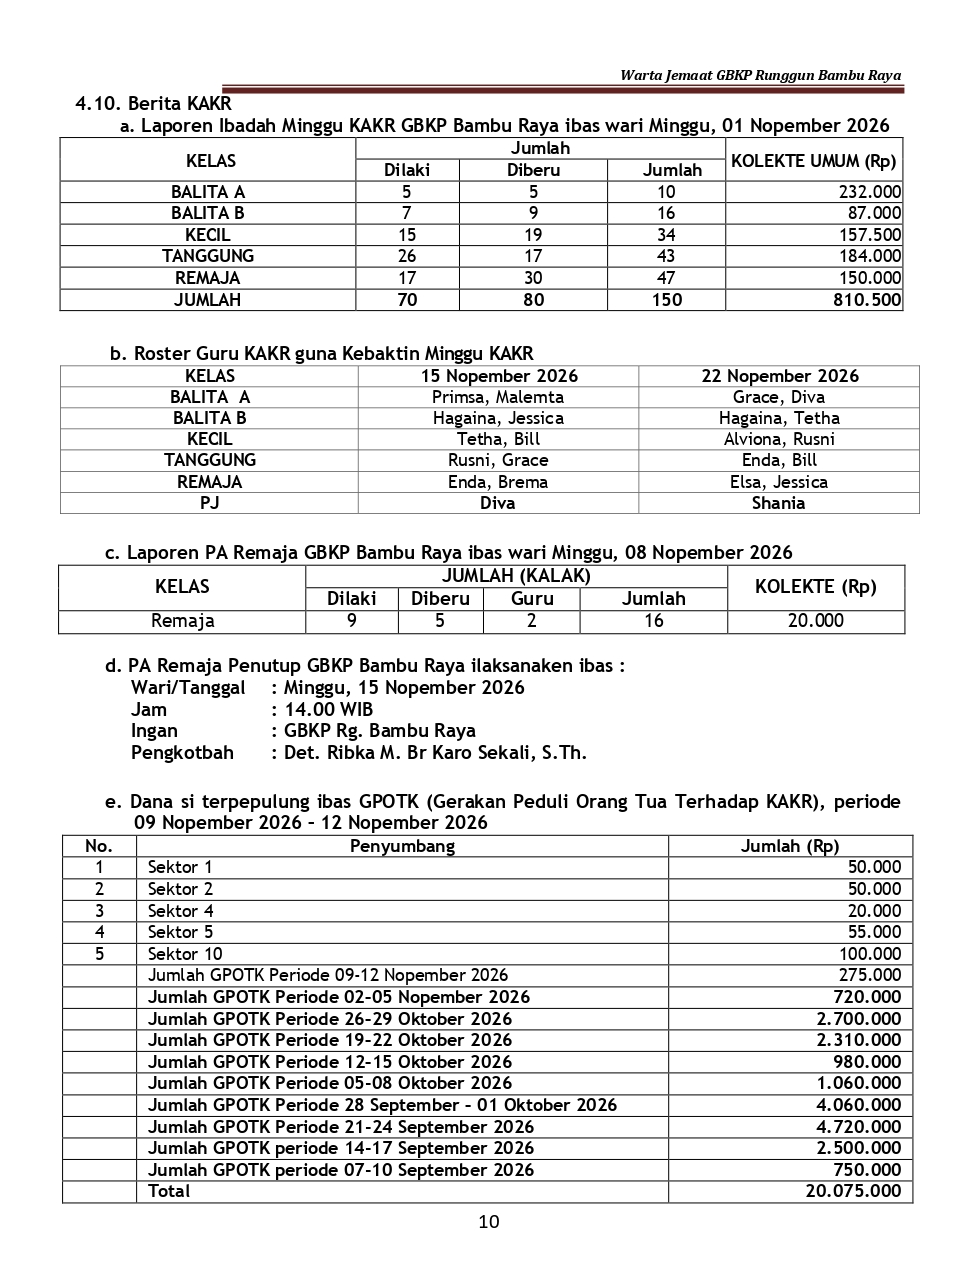 Warta Jemaat GBKP Runggun Bambu Raya
4.10. Berita KAKR
a. Laporen Ibadah Minggu KAKR GBKP Bambu Raya ibas wari Minggu, 01 Nopember 2026
KELAS Jumlah KOLEKTE UMUM (Rp)
Dilaki Diberu Jumlah
BALITA A 5 5 10 232.000
BALITA B 7 9 16 87.000
KECIL 15 19 34 157.500
TANGGUNG 26 17 43 184.000
REMAJA 17 30 47 150.000
JUMLAH 70 80 150 810.500
b. Roster Guru KAKR guna Kebaktin Minggu KAKR
KELAS 15 Nopember 2026 22 Nopember 2026
BALITA A Primsa, Malemta Grace, Diva
BALITA B Hagaina, Jessica Hagaina, Tetha
KECIL Tetha, Bill Alviona, Rusni
TANGGUNG Rusni, Grace Enda, Bill
REMAJA Enda, Brema Elsa, Jessica
PJ Diva Shania
c. Laporen PA Remaja GBKP Bambu Raya ibas wari Minggu, 08 Nopember 2026
KELAS JUMLAH (KALAK) KOLEKTE (Rp)
Dilaki Diberu Guru Jumlah
Remaja 9 5 2 16 20.000
d. PA Remaja Penutup GBKP Bambu Raya ilaksanaken ibas :
Wari/Tanggal : Minggu, 15 Nopember 2026
Jam : 14.00 WIB
Ingan : GBKP Rg. Bambu Raya
Pengkotbah : Det. Ribka M. Br Karo Sekali, S.Th.
e. Dana si terpepulung ibas GPOTK (Gerakan Peduli Orang Tua Terhadap KAKR), periode
09 Nopember 2026 – 12 Nopember 2026
No. Penyumbang Jumlah (Rp)
1 Sektor 1 50.000
2 Sektor 2 50.000
3 Sektor 4 20.000
4 Sektor 5 55.000
5 Sektor 10 100.000
Jumlah GPOTK Periode 09-12 Nopember 2026 275.000
Jumlah GPOTK Periode 02-05 Nopember 2026 720.000
Jumlah GPOTK Periode 26-29 Oktober 2026 2.700.000
Jumlah GPOTK Periode 19-22 Oktober 2026 2.310.000
Jumlah GPOTK Periode 12-15 Oktober 2026 980.000
Jumlah GPOTK Periode 05-08 Oktober 2026 1.060.000
Jumlah GPOTK Periode 28 September – 01 Oktober 2026 4.060.000
Jumlah GPOTK Periode 21-24 September 2026 4.720.000
Jumlah GPOTK periode 14-17 September 2026 2.500.000
Jumlah GPOTK periode 07-10 September 2026 750.000
Total 20.075.000
10